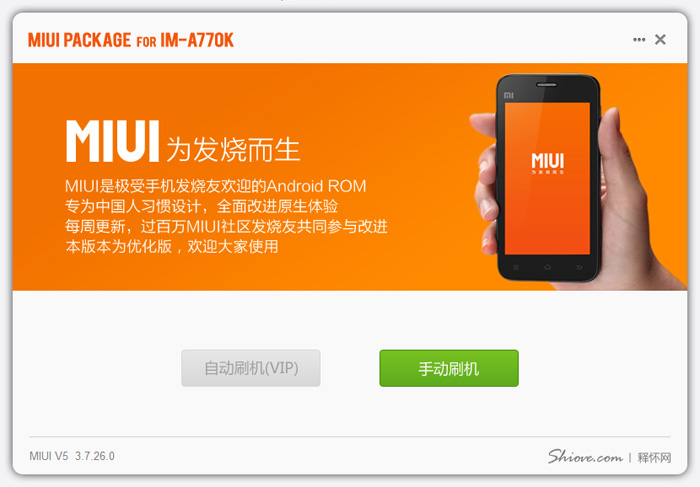 MIUI PACKAGE FOR IM-A770K
MIUI 为发烧而生
MIUI是极受手机发烧友欢迎的Android ROM
专为中国人习惯设计，全面改进原生体验
每周更新，过百万MIUI社区发烧友共同参与改进
本版本为优化版，欢迎大家使用
MI
MIUI
为发烧而生
自动刷机(VIP)
手动刷机
MIUI V5 3.7.26.0
Shiove.com | 释怀网